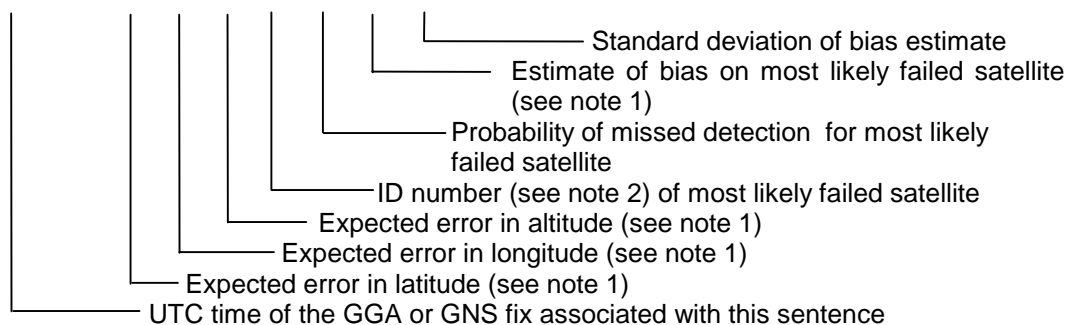 Standard deviation of bias estimate
Estimate of bias on most likely failed satellite
(see note 1)
Probability of missed detection for most likely
failed satellite
ID number (see note 2) of most likely failed satellite
Expected error in altitude (see note 1)
Expected error in longitude (see note 1)
Expected error in latitude (see note 1)
UTC time of the GGA or GNS fix associated with this sentence